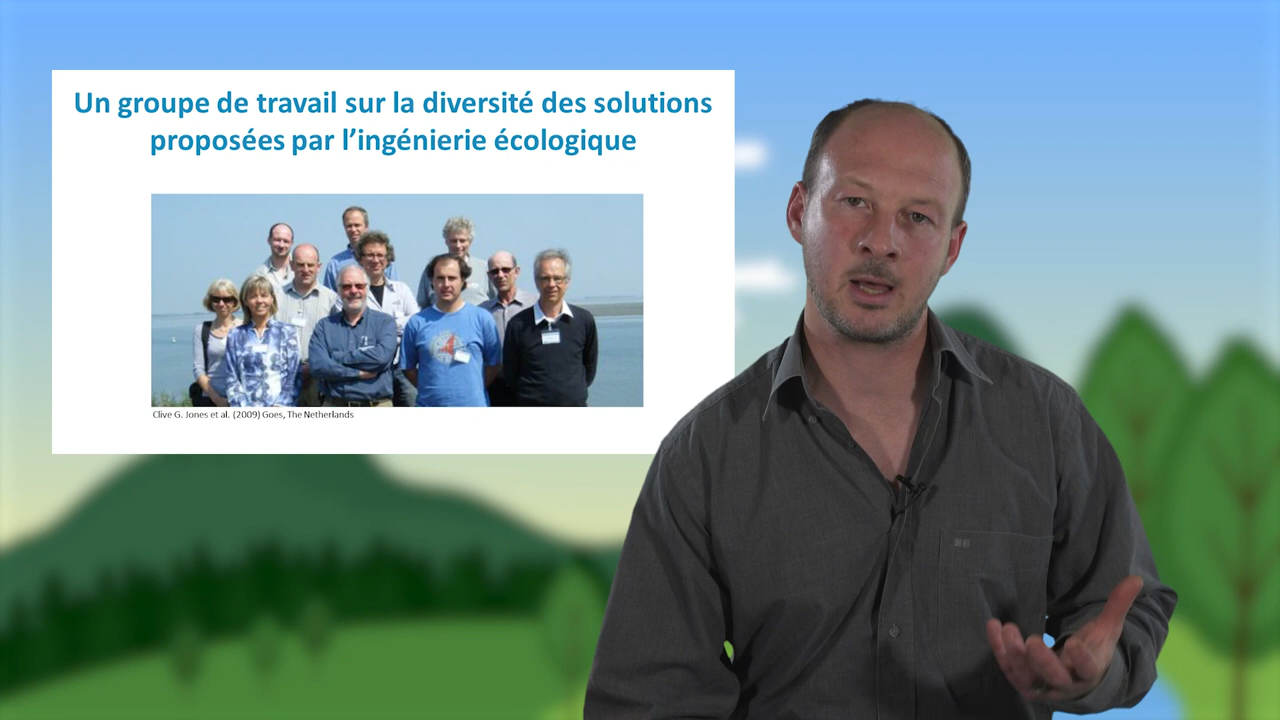 Un groupe de travail sur la diversité des solutions
proposées par l'ingénierie écologique
Clive G. Jones et al. (2009) Goes, The Netherlands